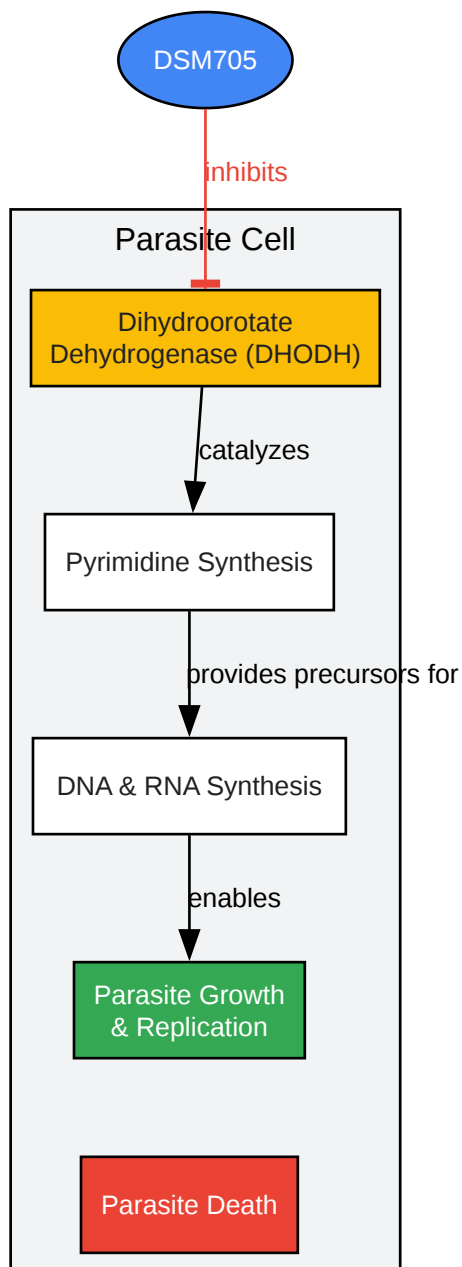 DSM705
inhibits
Parasite Cell
Dihydroorotate
Dehydrogenase (DHODH)
catalyzes
Pyrimidine Synthesis
provides precursors for
DNA & RNA Synthesis
enables
Parasite Growth
& Replication
Parasite Death